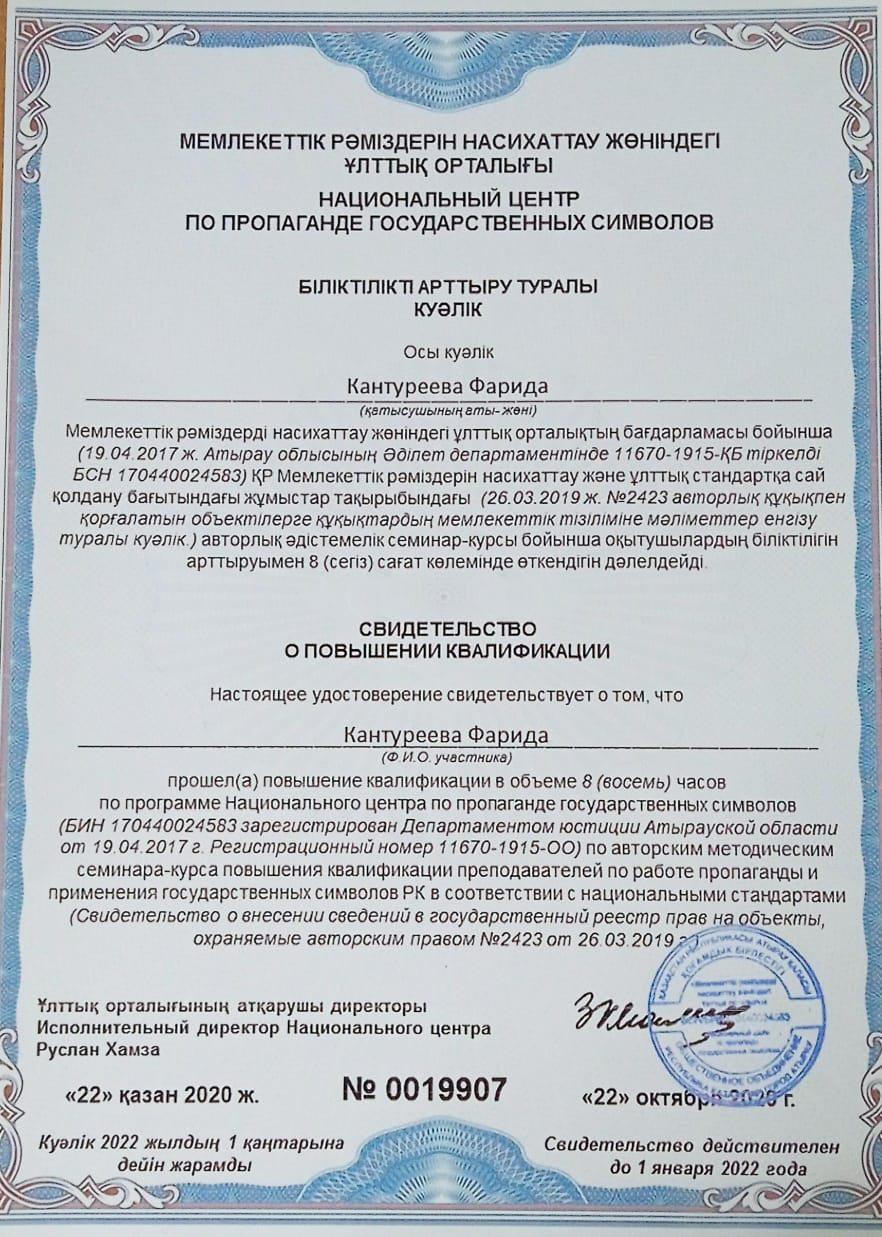 МЕМЛЕКЕТТІК РӘМІЗДЕРІН НАСИХАТТАУ ЖӨНІНДЕГІ
ҰЛТТЫҚ ОРТАЛЫҒЫ
НАЦИОНАЛЬНЫЙ ЦЕНТР
ПО ПРОПАГАНДЕ ГОСУДАРСТВЕННЫХ СИМВОЛОВ
БІЛІКТІЛІКТІ АРТТЫРУ ТУРАЛЫ
КУӘЛІК
Осы куәлік
Кантуреева Фарида
(қатысушының аты-жөні)
Мемлекеттік рәміздерді насихаттау жөніндегі ұлттық орталықтың бағдарламасы бойынша
(19.04.2017 ж. Атырау облысының Әділет департаментінде 11670-1915-ҚБ тіркелді
БСН 170440024583) ҚР Мемлекеттік рәміздерін насихаттау және ұлттық стандартқа сай
қолдану бағытындағы жұмыстар тақырыбындағы (26.03.2019 ж. №2423 авторлық құқықпен
қорғалатын объектілерге құқықтардың мемлекеттік тізіліміне мәліметтер енгізу
туралы куәлік.) авторлық әдістемелік семинар-курсы бойынша оқытушылардың біліктілігін
арттыруымен 8 (сегіз) сағат көлемінде өткендігін дәлелдейді.
СВИДЕТЕЛЬСТВО
О ПОВЫШЕНИИ КВАЛИФИКАЦИИ
Настоящее удостоверение свидетельствует о том, что
Кантуреева Фарида
(Ф.И.О. участника)
прошел(а) повышение квалификации в объеме 8 (восемь) часов
по программе Национального центра по пропаганде государственных символов
(БИН 170440024583 зарегистрирован Департаментом юстиции Атырауской области
от 19.04.2017 г. Регистрационный номер 11670-1915-ОО) по авторским методическим
семинара-курса повышения квалификации преподавателей по работе пропаганды и
применения государственных символов РК в соответствии с национальными стандартами
(Свидетельство о внесении сведений в государственный реестр прав на объекты,
охраняемые авторским правом №2423 от 26.03.2019 г.)
Ұлттық орталығының атқарушы директоры
Исполнительный директор Национального центра
Руслан Хамза
«22» қазан 2020 ж.
№ 0019907
«22» октября 2020 г.
Куәлік 2022 жылдың 1 қаңтарына
дейін жарамды
Свидетельство действителен
до 1 января 2022 года
ҚАЗАҚСТАН РЕСПУБЛИКАСЫ АТЫРАУ ҚАЛАСЫ
ҚОҒАМДЫҚ БІРЛЕСТІГІ
ОБЩЕСТВЕННОЕ ОБЪЕДИНЕНИЕ